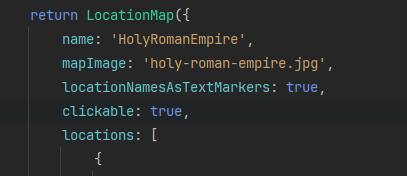 return LocationMap({
name: 'HolyRomanEmpire',
mapImage: 'holy-roman-empire.jpg',
locationNamesAsTextMarkers: true,
clickable: true,
locations: [
{